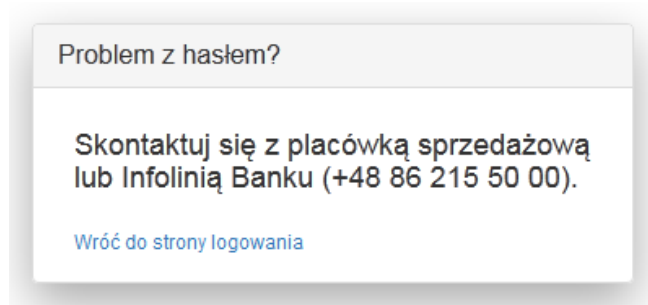 Problem z hasłem?
Skontaktuj się z placówką sprzedażową
lub Infolinią Banku (+48 86 215 50 00).
Wróć do strony logowania